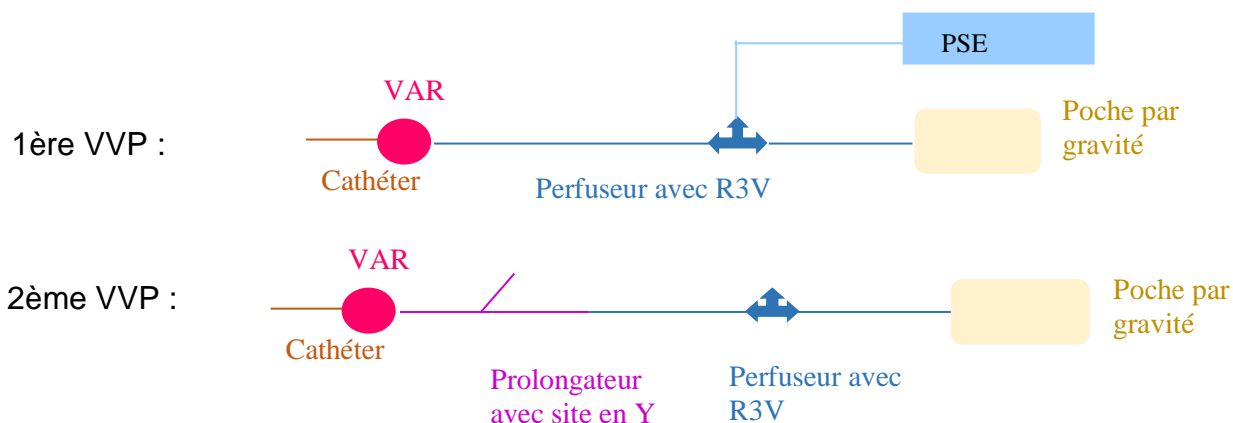 PSE
VAR
Poche par
gravité
1ère VVP :
Cathéter
Perfuseur avec R3V
VAR
2ème VVP :
Poche par
gravité
Cathéter
Prolongateur
avec site en Y
Perfuseur avec
R3V